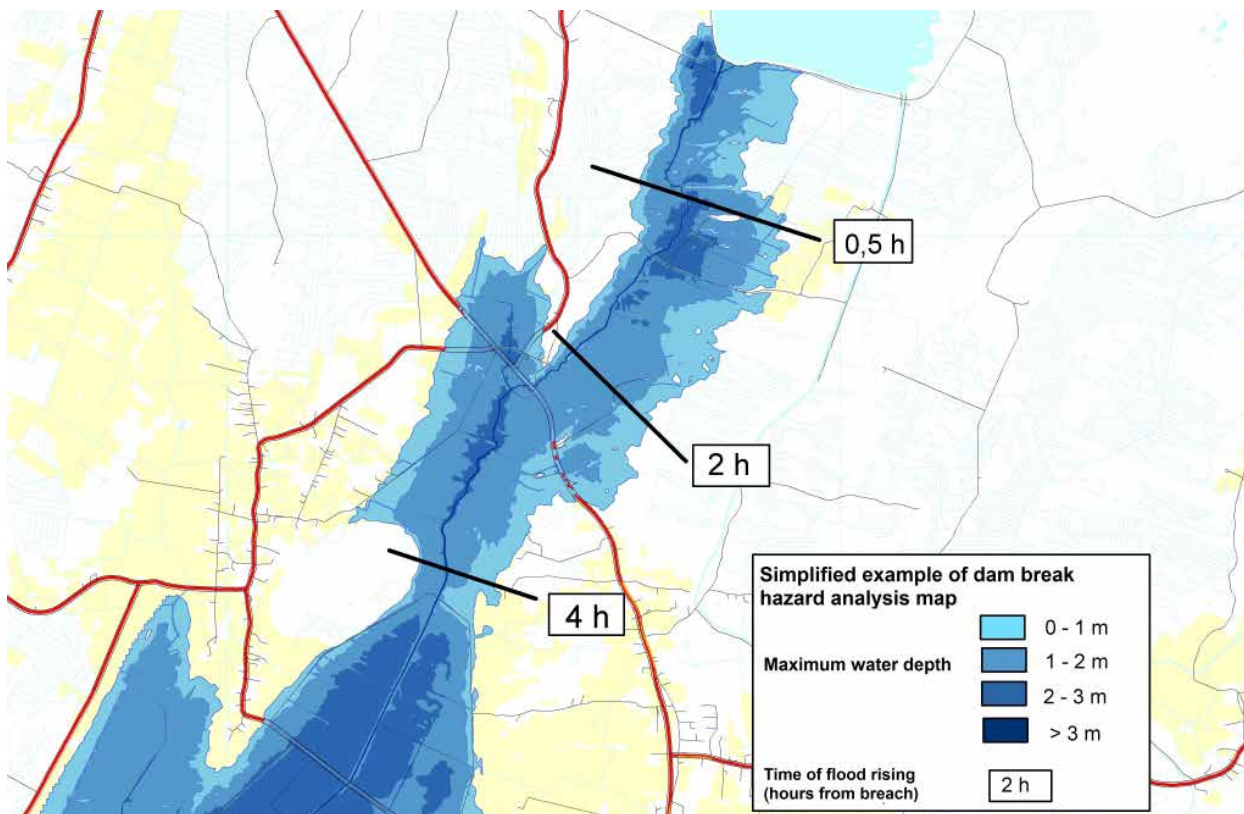 0,5 h
2 h
4 h
Simplified example of dam break
hazard analysis map
Maximum water depth
0 - 1 m
1 - 2 m
2 - 3 m
> 3 m
Time of flood rising
(hours from breach)
2 h